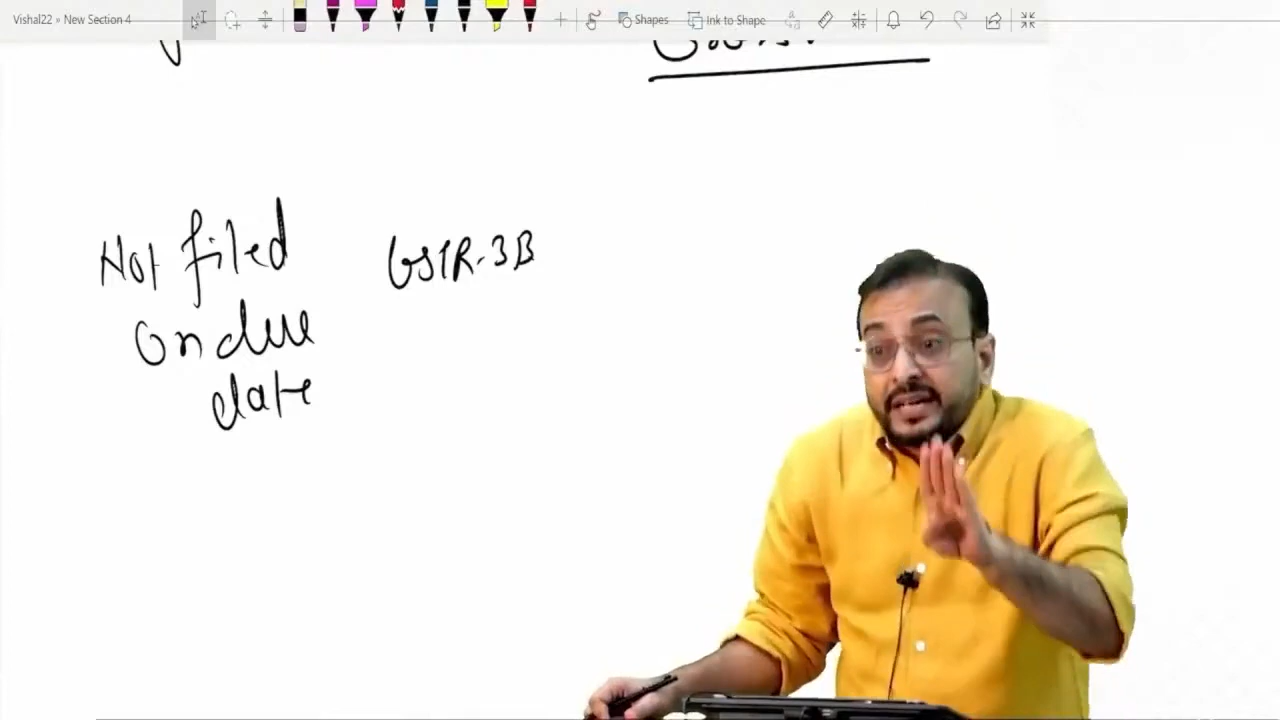 Vishal22 » New Section 4
Shapes
Ink to Shape
Not filed GSTR-3B
On due
date